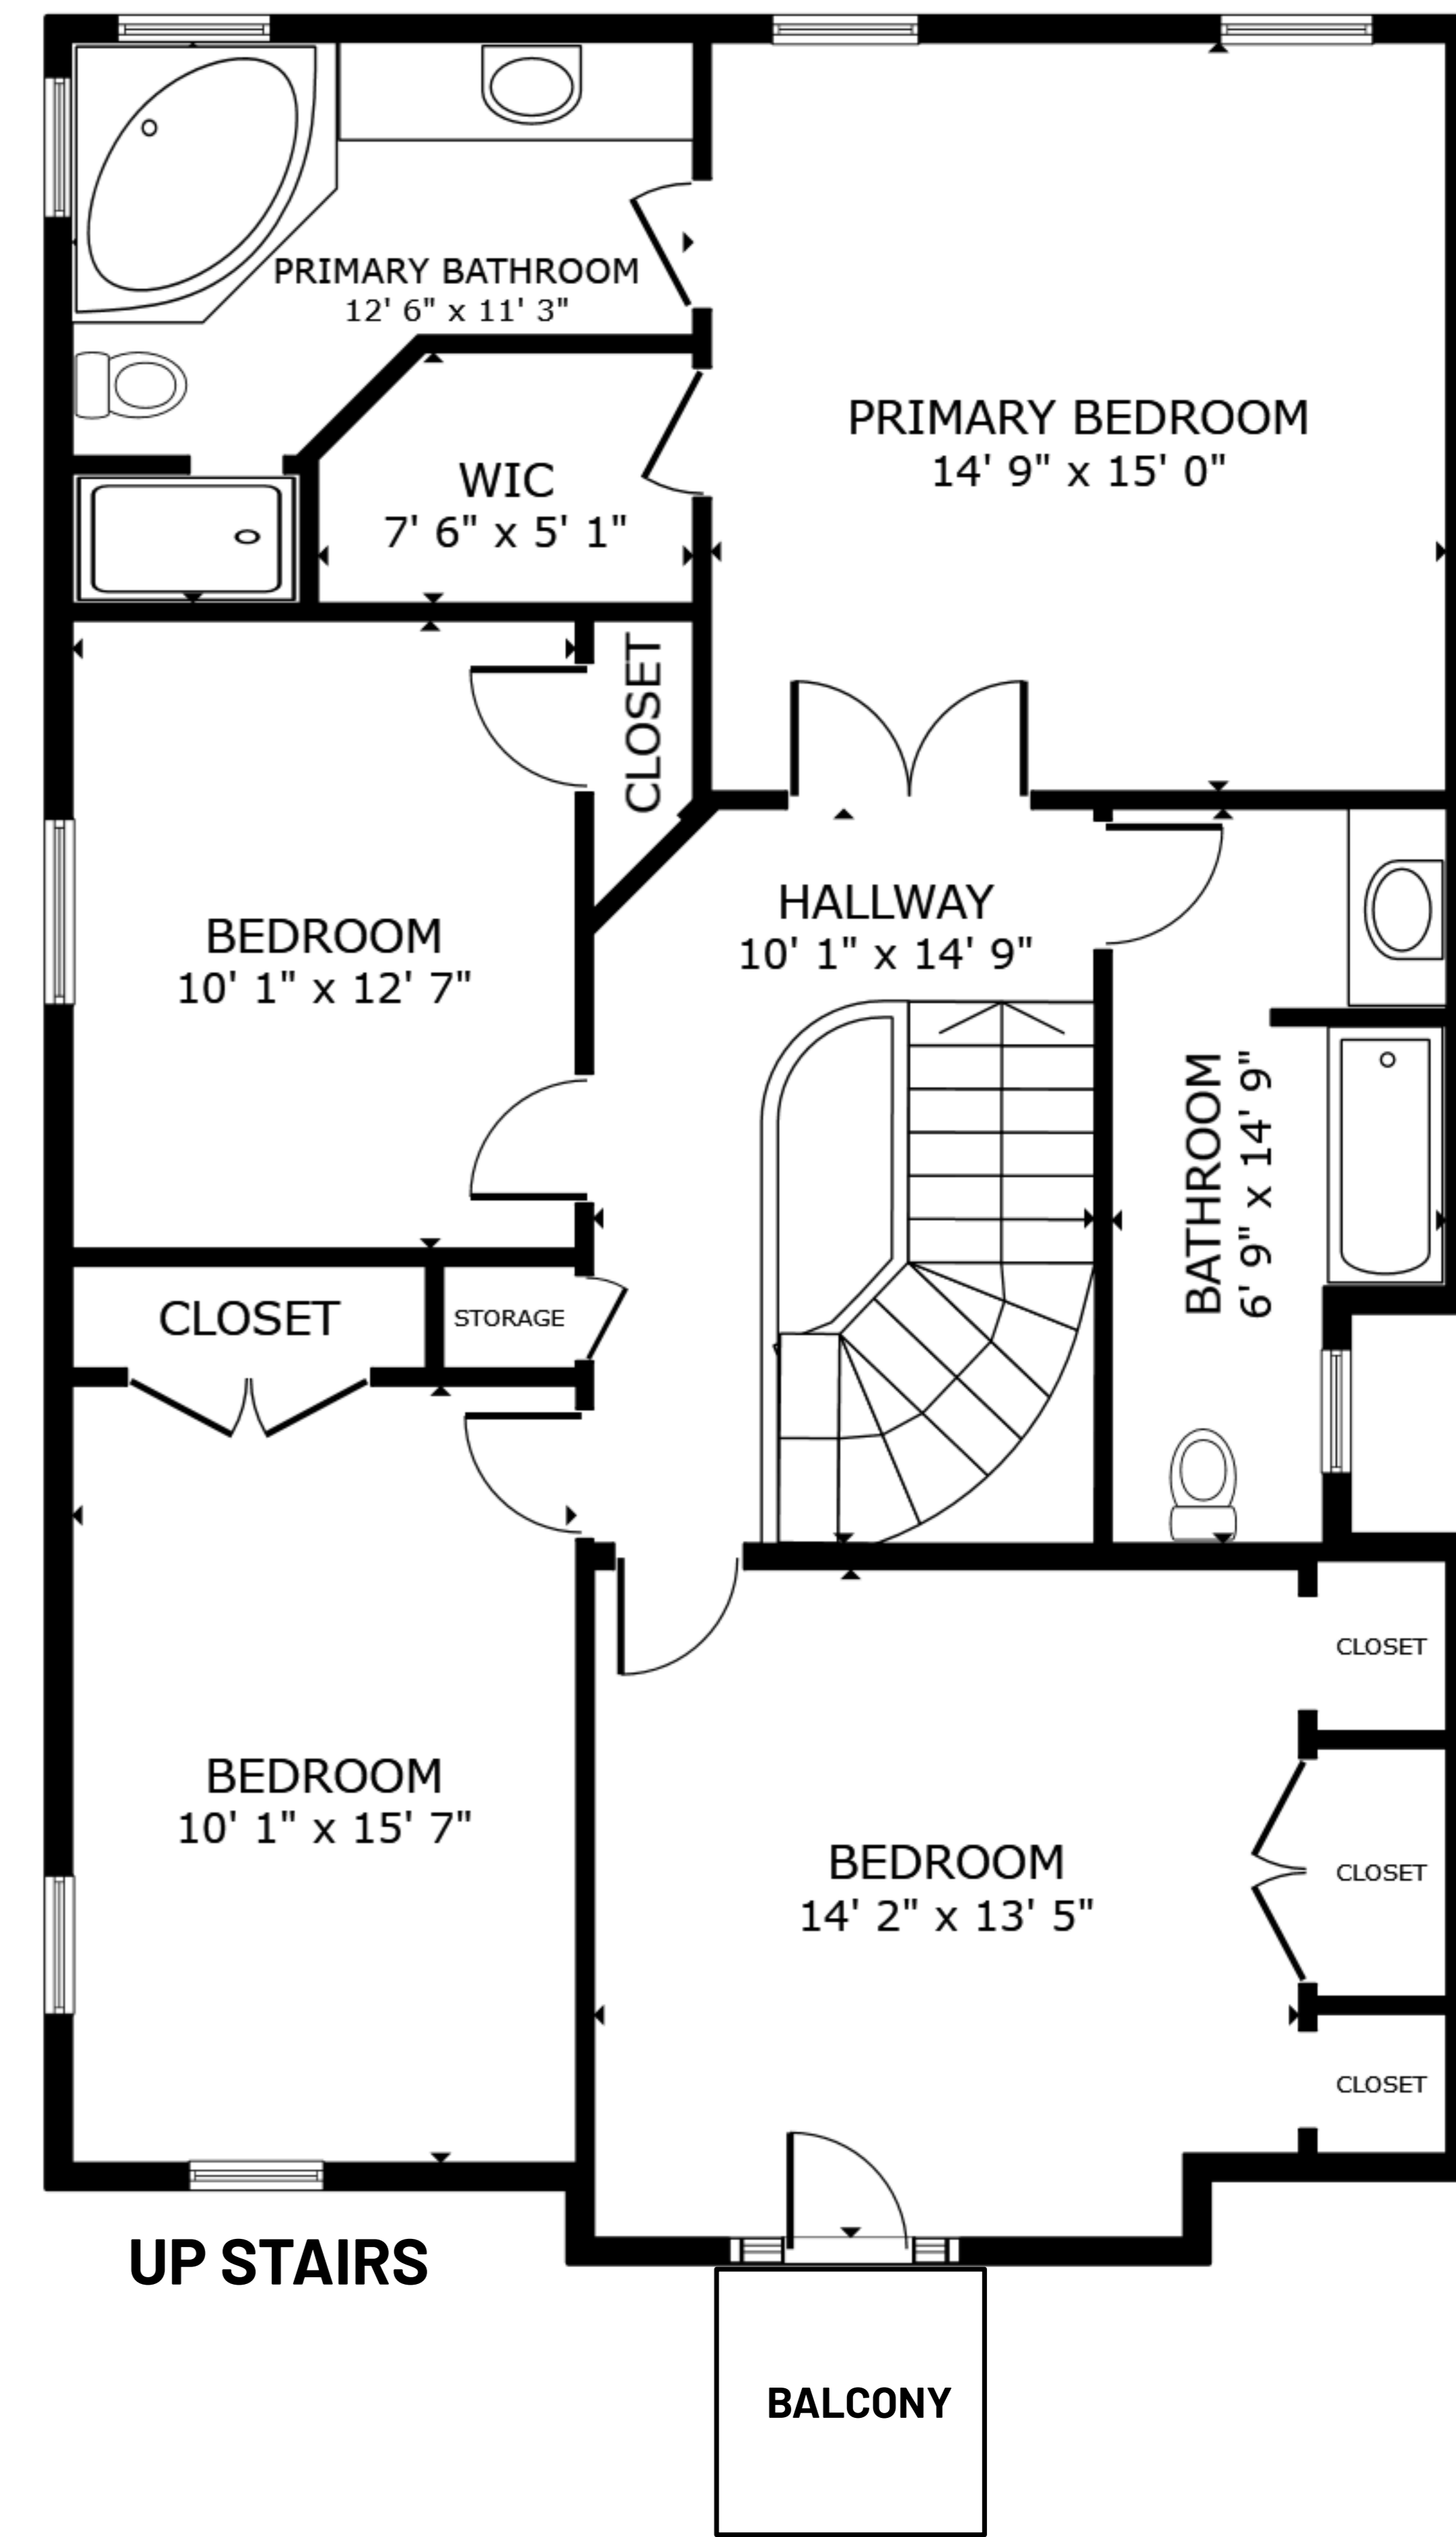 PRIMARY BATHROOM
12' 6" x 11' 3"
PRIMARY BEDROOM
14' 9" x 15' 0"
WIC
7' 6" x 5' 1"
CLOSET
HALLWAY
10' 1" x 14' 9"
BEDROOM
10' 1" x 12' 7"
BATHROOM
6' 9" x 14' 9"
CLOSET
STORAGE
CLOSET
BEDROOM
10' 1" x 15' 7"
BEDROOM
14' 2" x 13' 5"
CLOSET
CLOSET
UP STAIRS
BALCONY